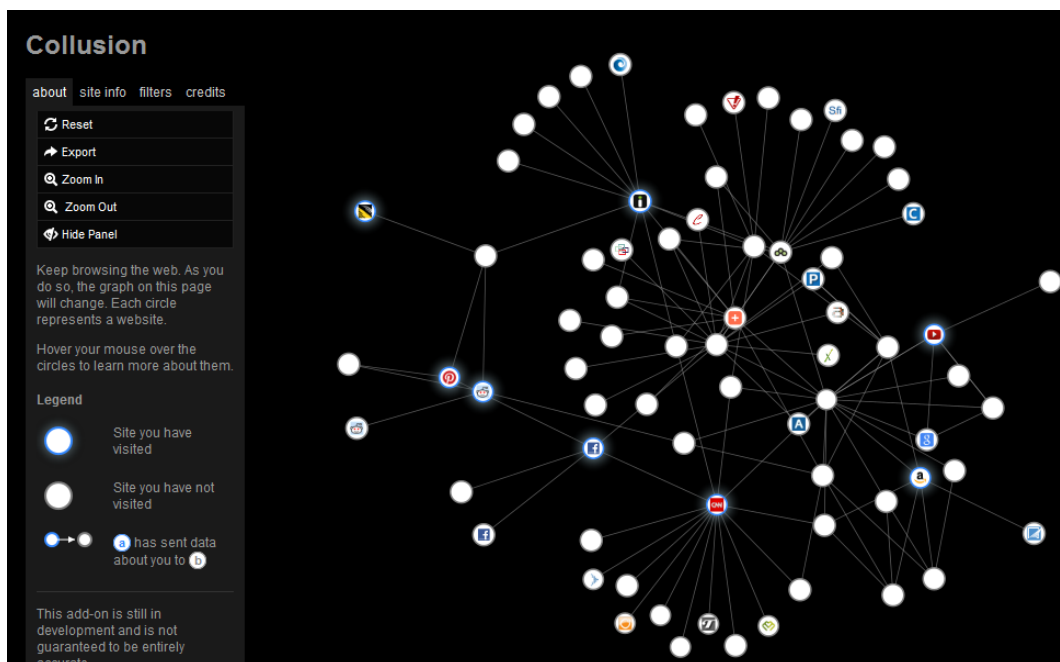 Collusion
about site info filters credits
Reset
Export
Zoom In
Zoom Out
Hide Panel
Keep browsing the web. As you
do so, the graph on this page
will change. Each circle
represents a website.
Hover your mouse over the
circles to learn more about them.
Legend
Site you have
visited
Site you have not
visited
a has sent data
about you to b
This add-on is still in
development and is not
guaranteed to be entirely
accurate
Sfi
C
P
A
CNN